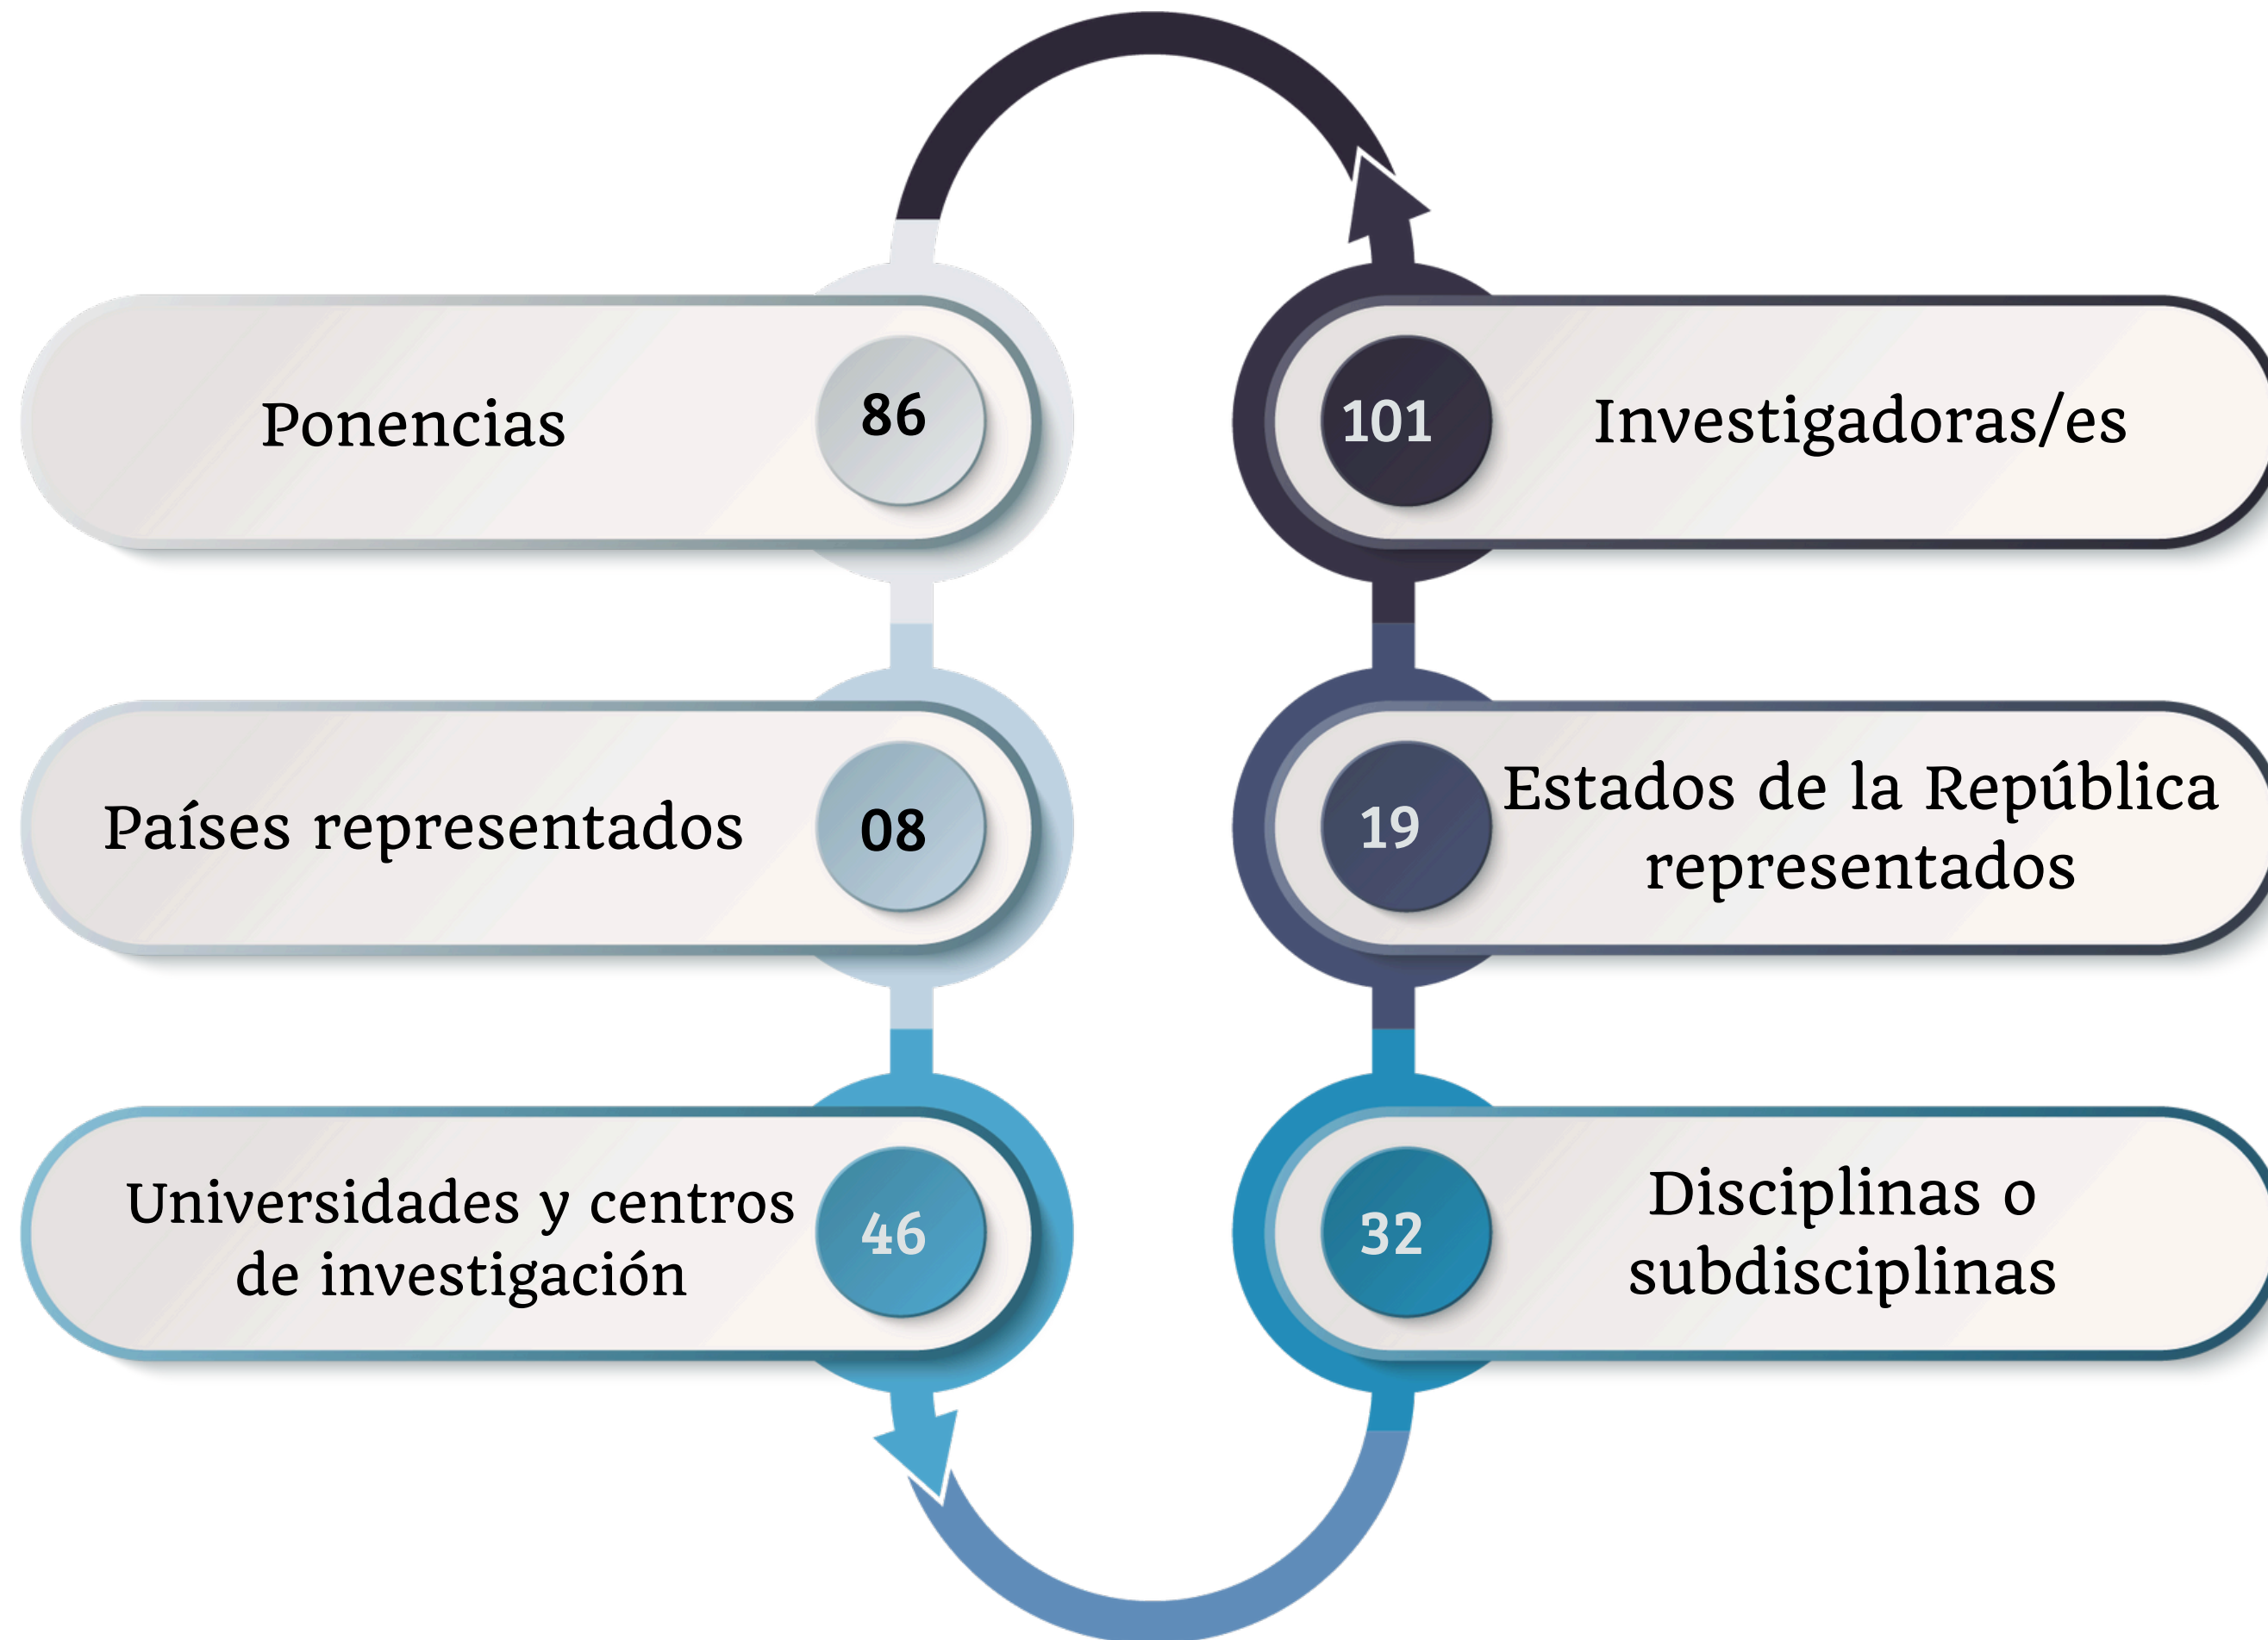 Ponencias
86
101
Investigadoras/es
Países representados
08
19
Estados de la República
representados
Universidades y centros
de investigación
46
32
Disciplinas o
subdisciplinas